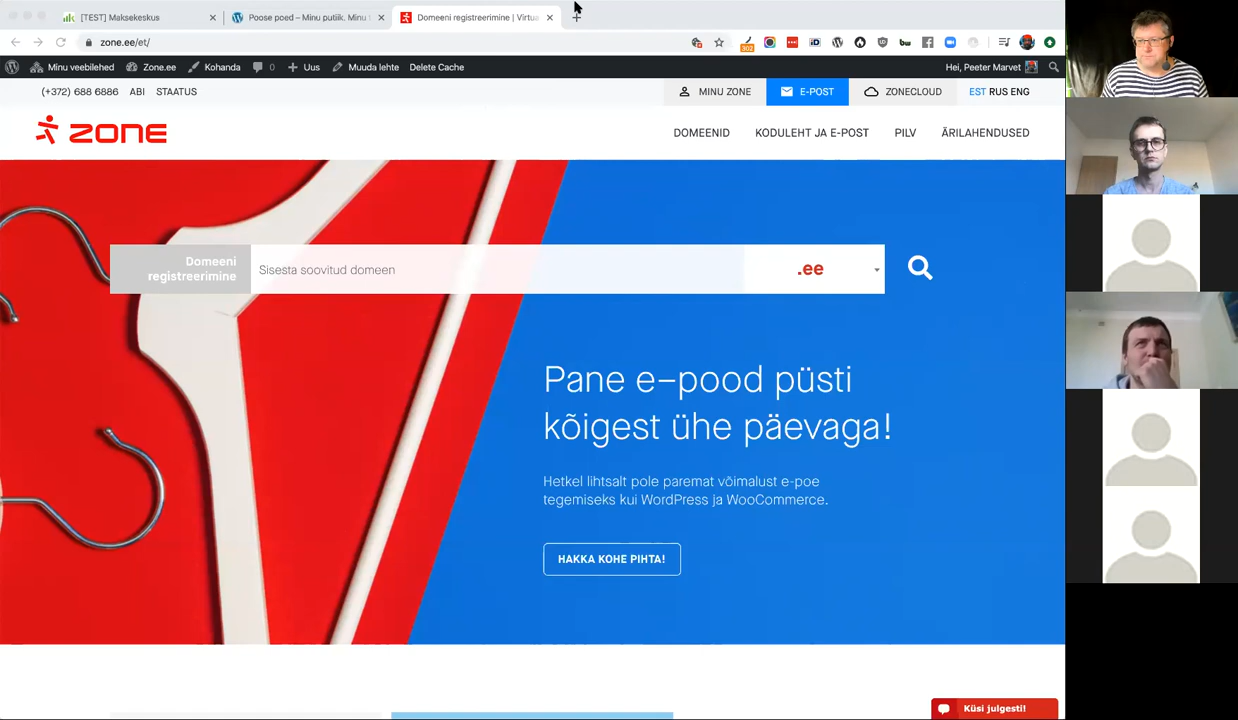 [TEST] Maksekeskus
Poose poed – Minu putiik. Minu
Domeeni registreerimine | Virtua
zone.ee/et/
302
iD
bw
Minu veebilehed
Zone.ee
Kohanda
0
Uus
Muuda lehte
Delete Cache
Hei, Peeter Marvet
(+372) 688 6886
ABI
STAATUS
MINU ZONE
E-POST
ZONECLOUD
EST RUS ENG
ZONE
DOMEENID
KODULEHT JA E-POST
PILV
ÄRILAHENDUSED
Domeeni
registreerimine
Sisesta soovitud domeen
.ee
Pane e-pood püsti
kõigest ühe päevaga!
Hetkel lihtsalt pole paremat võimalust e-poe
tegemiseks kui WordPress ja WooCommerce.
HAKKA KOHE PIHTA!
Küsi julgesti!